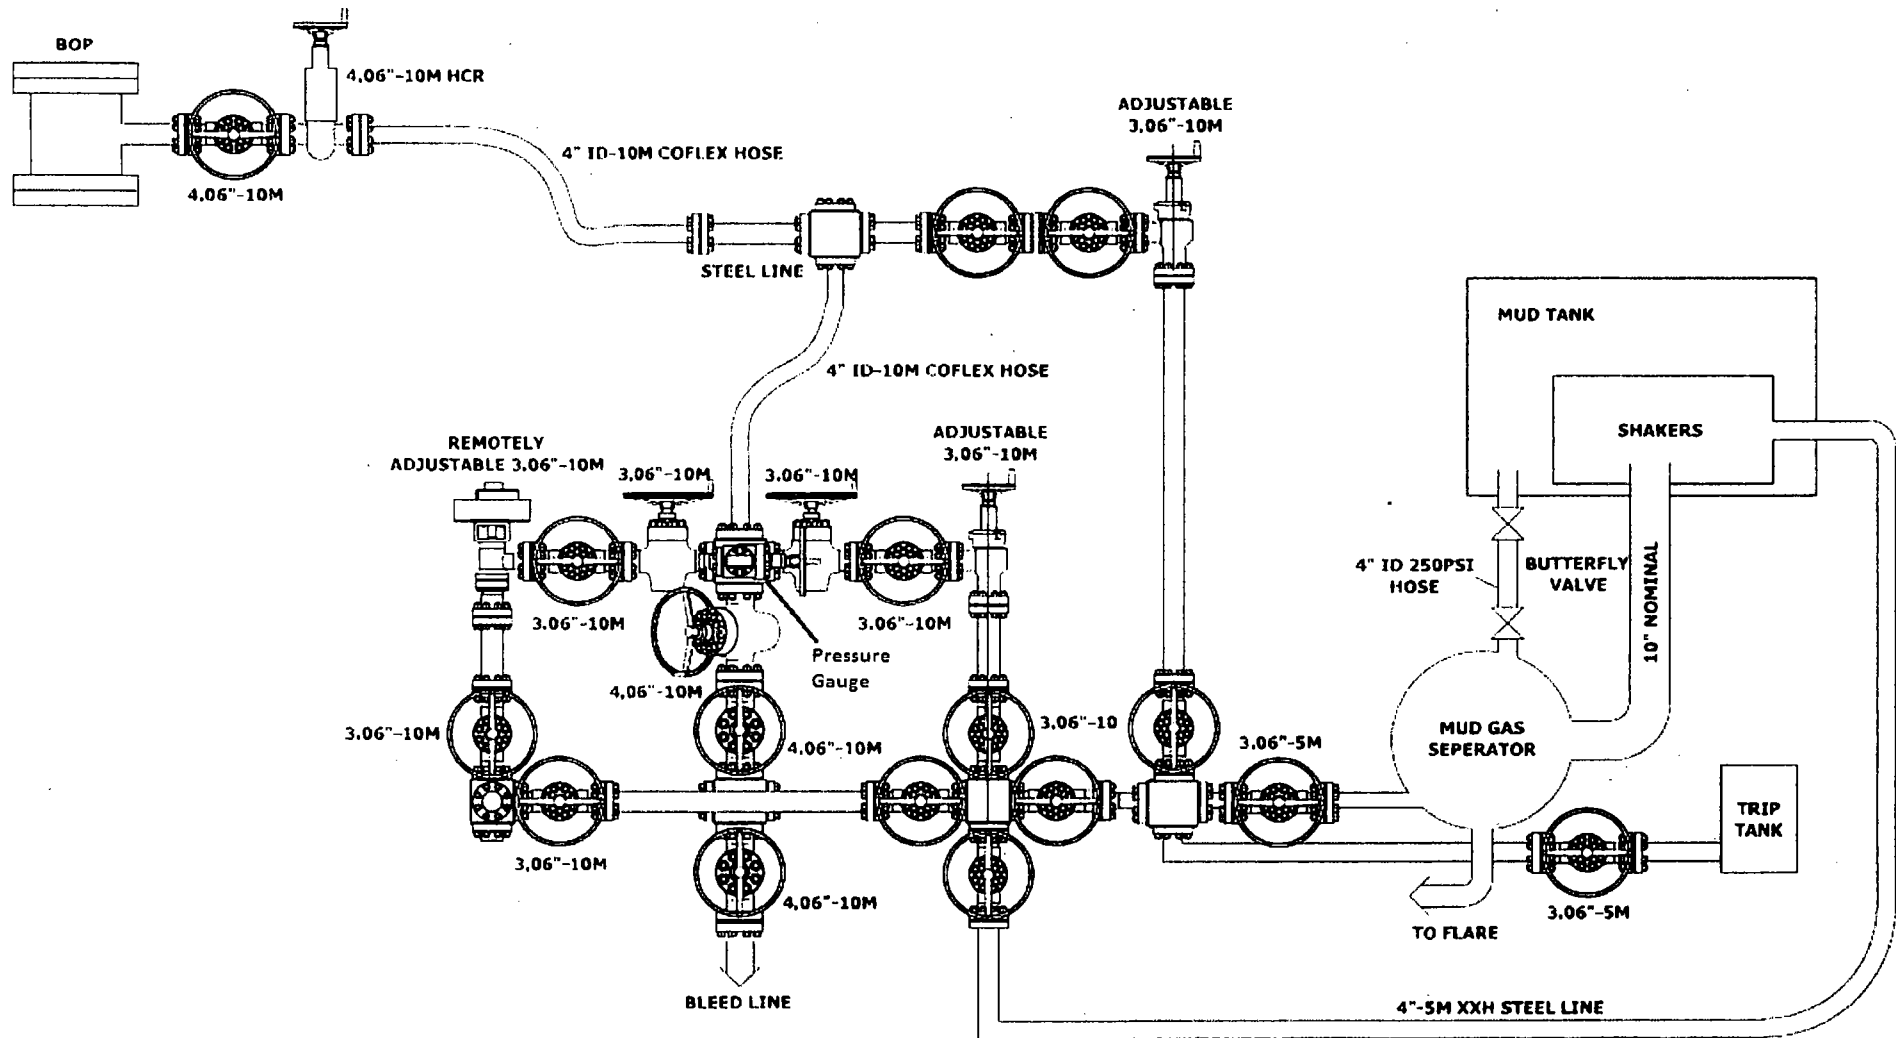 BOP
4.06"-10M HCR
4.06"-10M
4" ID-10M COFLEX HOSE
STEEL LINE
ADJUSTABLE
3.06"-10M
4" ID-10M COFLEX HOSE
MUD TANK
SHAKERS
REMOTELY
ADJUSTABLE 3.06"-10M
3.06"-10M
3.06"-10M
ADJUSTABLE
3.06"-10M
3.06"-10M
4.06"-10M
Pressure
Gauge
3.06"-10M
4" ID 250PSI
HOSE
BUTTERFLY
VALVE
10" NOMINAL
3.06"-10M
4.06"-10M
3.06"-10
3.06"-5M
MUD GAS
SEPERATOR
3.06"-10M
4.06"-10M
TRIP
TANK
3.06"-5M
TO FLARE
BLEED LINE
4"-5M XXH STEEL LINE